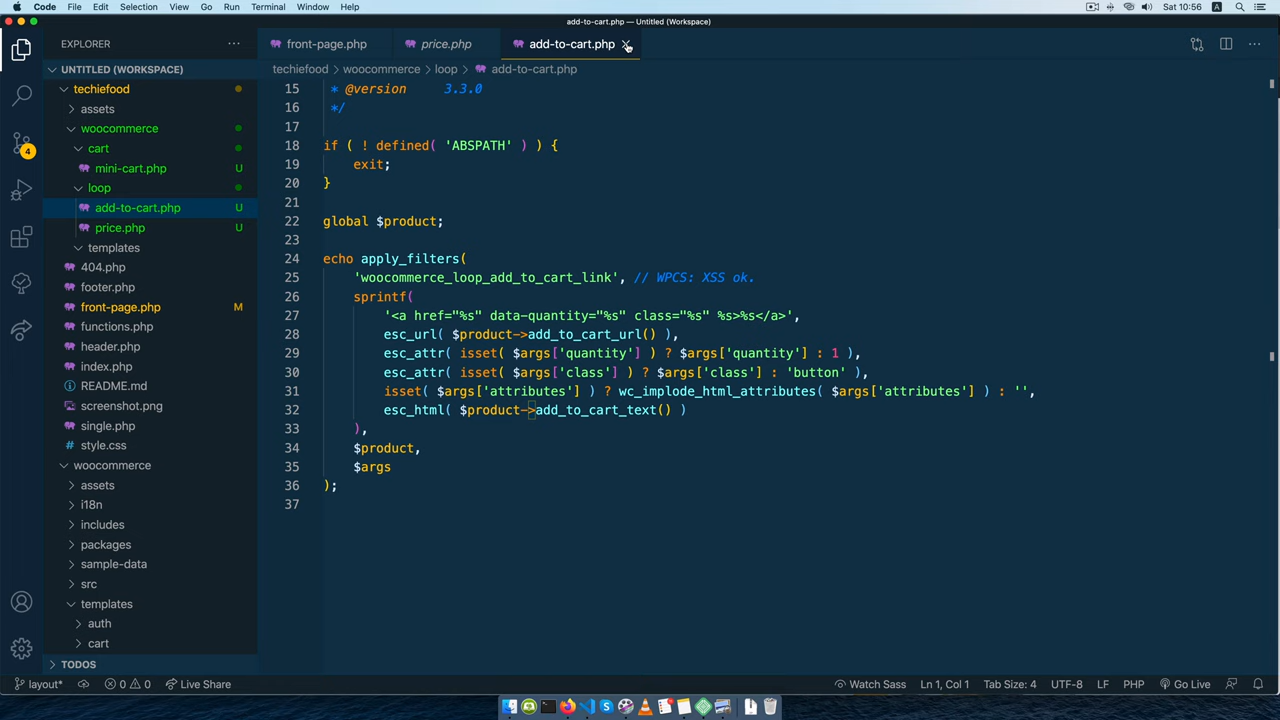 Code File Edit Selection View Go Run Terminal Window Help Sat 10:56 A
add-to-cart.php — Untitled (Workspace)
EXPLORER
front-page.php price.php add-to-cart.php
UNTITLED (WORKSPACE)
techiefood > woocommerce > loop > add-to-cart.php
techiefood
assets
woocommerce
cart
mini-cart.php U
loop
add-to-cart.php U
price.php U
templates
404.php
footer.php
front-page.php M
functions.php
header.php
index.php
README.md
screenshot.png
single.php
style.css
woocommerce
assets
i18n
includes
packages
sample-data
src
templates
auth
cart
TODOS
4
15 * @version 3.3.0
16 */
17
18 if ( ! defined( 'ABSPATH' ) ) {
19 exit;
20 }
21
22 global $product;
23
24 echo apply_filters(
25 'woocommerce_loop_add_to_cart_link', // WPCS: XSS ok.
26 sprintf(
27 '<a href="%s" data-quantity="%s" class="%s" %s>%s</a>',
28 esc_url( $product->add_to_cart_url() ),
29 esc_attr( isset( $args['quantity'] ) ? $args['quantity'] : 1 ),
30 esc_attr( isset( $args['class'] ) ? $args['class'] : 'button' ),
31 isset( $args['attributes'] ) ? wc_implode_html_attributes( $args['attributes'] ) : '',
32 esc_html( $product->add_to_cart_text() )
33 ),
34 $product,
35 $args
36 );
37
layout* 0 0 Live Share Watch Sass Ln 1, Col 1 Tab Size: 4 UTF-8 LF PHP Go Live